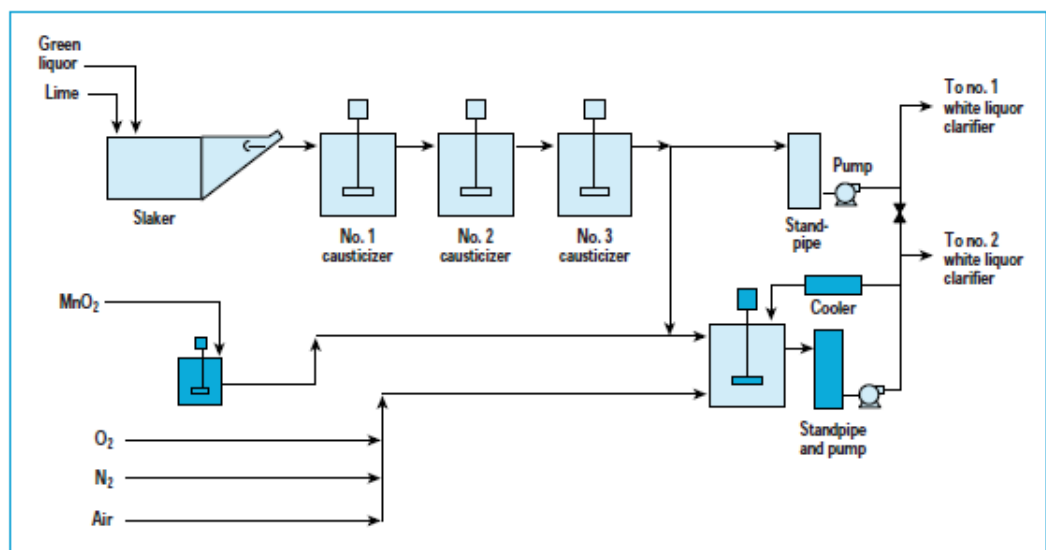 Green
liquor
Lime
Slaker
No. 1
causticizer
No. 2
causticizer
No. 3
causticizer
Stand-
pipe
Pump
To no. 1
white liquor
clarifier
To no. 2
white liquor
clarifier
Cooler
MnO₂
Standpipe
and pump
O₂
N₂
Air